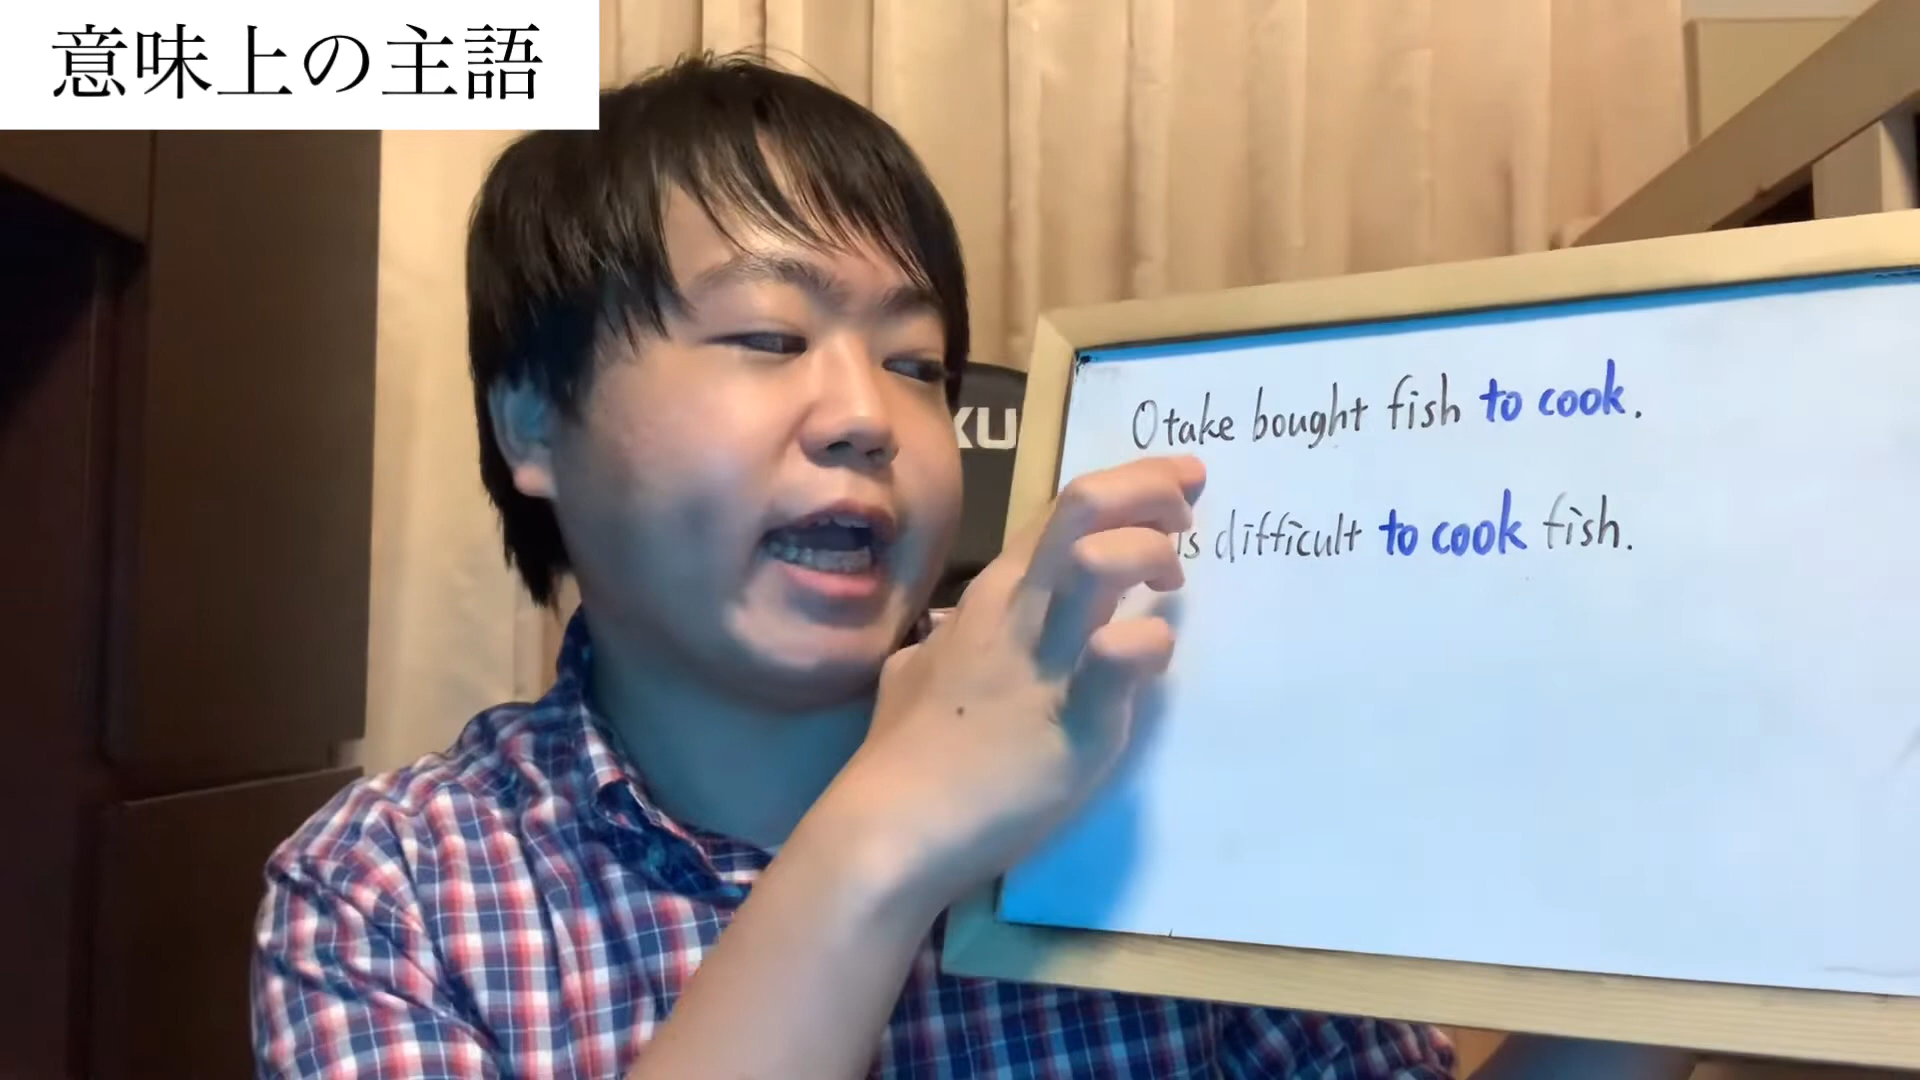 意味上の主語
Otake bought fish to cook.
is difficult to cook fish.